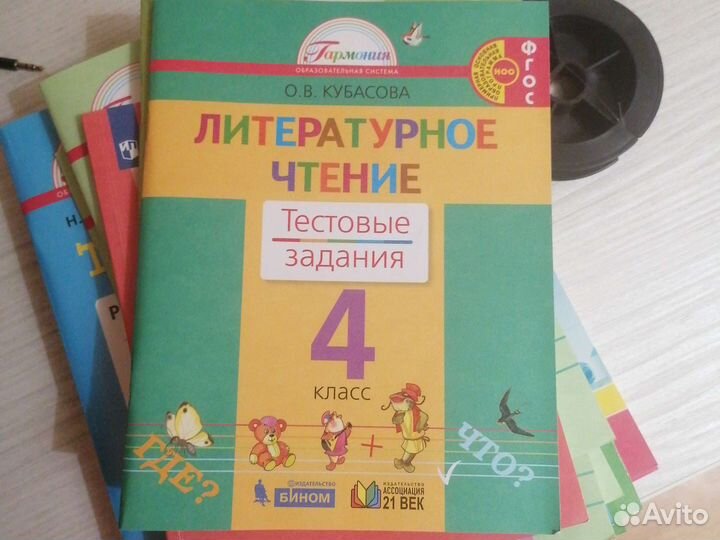 Гармония
ОБРАЗОВАТЕЛЬНАЯ СИСТЕМА
ФГОС
НОО
О.В. КУБАСОВА
ЛИТЕРАТУРНОЕ
ЧТЕНИЕ
Тестовые
задания
4
класс
ГДЕ?
ЧТО?
ИЗДАТЕЛЬСТВО
БИНОМ
ИЗДАТЕЛЬСТВО
АССОЦИАЦИЯ
21 ВЕК
Avito